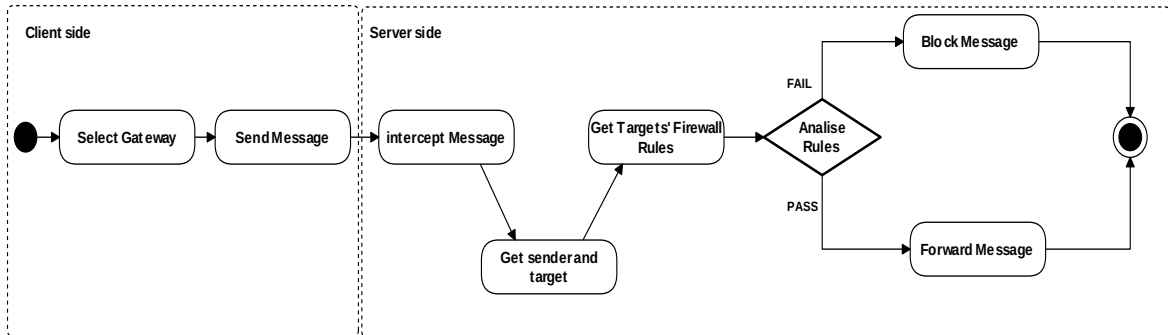 Client side
Server side
Select Gateway
Send Message
intercept Message
Get sender and
target
Get Targets' Firewall
Rules
Analise
Rules
FAIL
Block Message
PASS
Forward Message